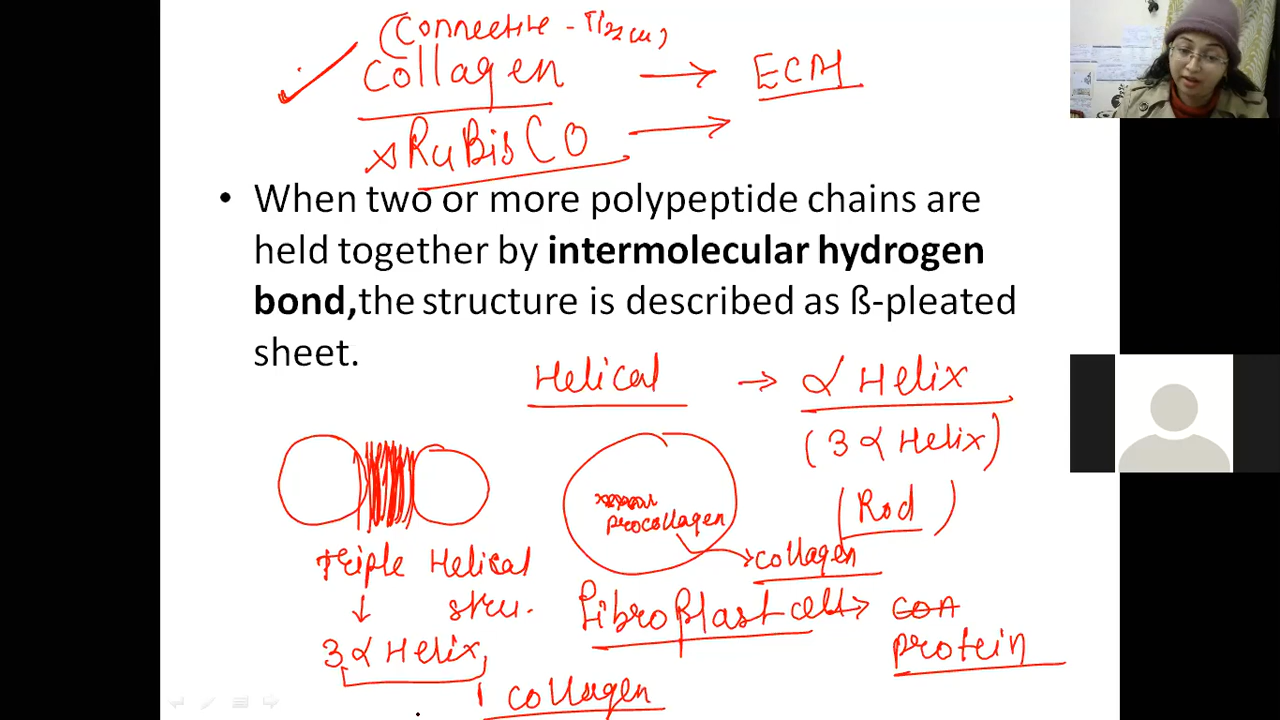 (Connective - Tissu)
Collagen → ECM
x RuBisCO →
• When two or more polypeptide chains are
held together by intermolecular hydrogen
bond,the structure is described as ß-pleated
sheet.
Helical → α Helix
(3 α Helix)
(Rod)
procollagen
collagen
Triple Helical
stru.
Fibroblast cell →
protein
3 α Helix
1 collagen